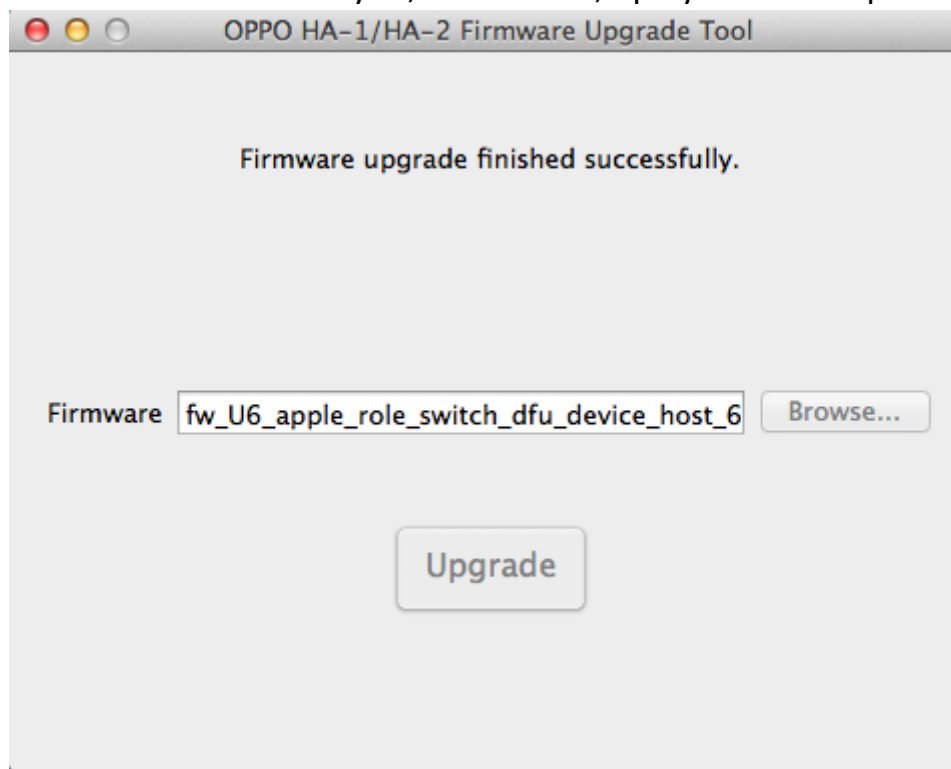 OPPO HA-1/HA-2 Firmware Upgrade Tool
Firmware upgrade finished successfully.
Firmware fw_U6_apple_role_switch_dfu_device_host_6 Browse...
Upgrade